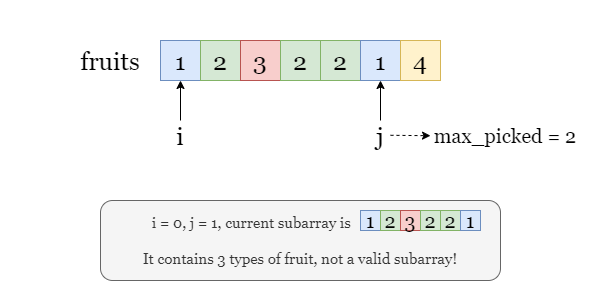 fruits 1 2 3 2 2 1 4
i j max_picked = 2
i = 0, j = 1, current subarray is 1 2 3 2 2 1
It contains 3 types of fruit, not a valid subarray!